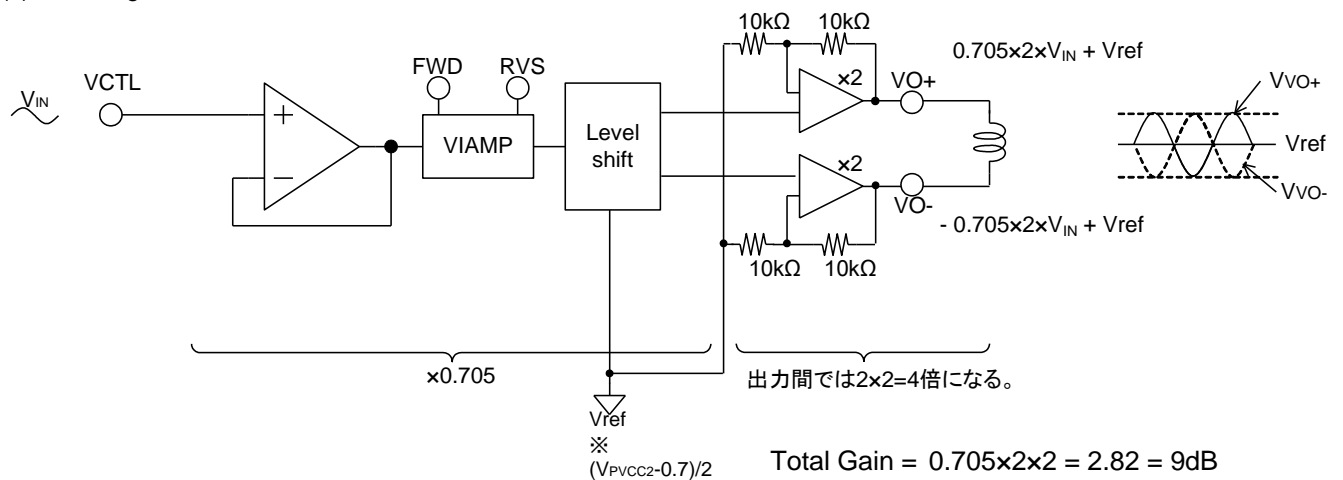 10kΩ 10kΩ
0.705×2×VIN + Vref
FWD RVS
×2
VO+
VVO+
VIN
VCTL
+
−
VIAMP
Level
shift
Vref
×2
VO-
VVO-
- 0.705×2×VIN + Vref
10kΩ 10kΩ
×0.705
出力間では2×2=4倍になる。
Vref
※
(VPVCC2-0.7)/2
Total Gain = 0.705×2×2 = 2.82 = 9dB